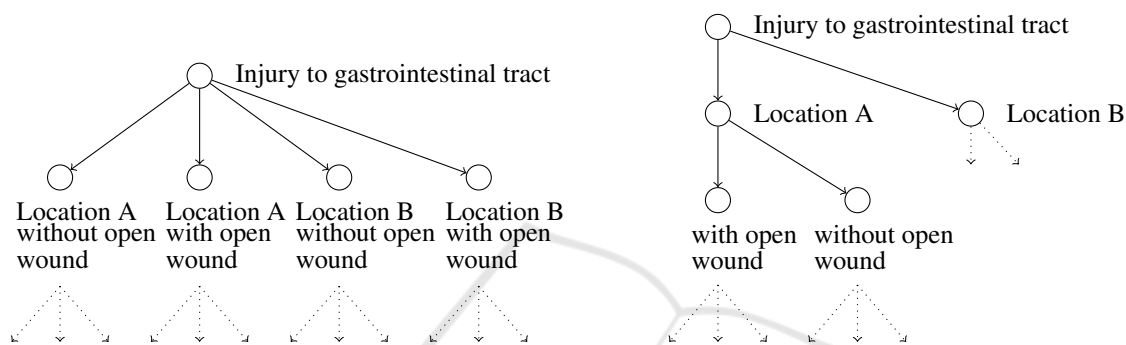 Injury to gastrointestinal tract
Location A
without open
wound
Location A
with open
wound
Location B
without open
wound
Location B
with open
wound
Injury to gastrointestinal tract
Location A
Location B
with open
wound
without open
wound